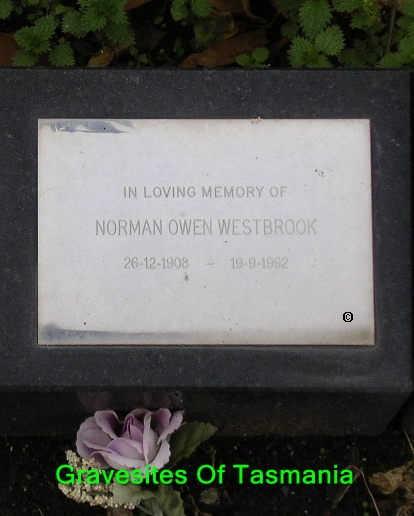 IN LOVING MEMORY OF
NORMAN OWEN WESTBROOK
26-12-1908 – 19-9-1992
©
Gravesites Of Tasmania